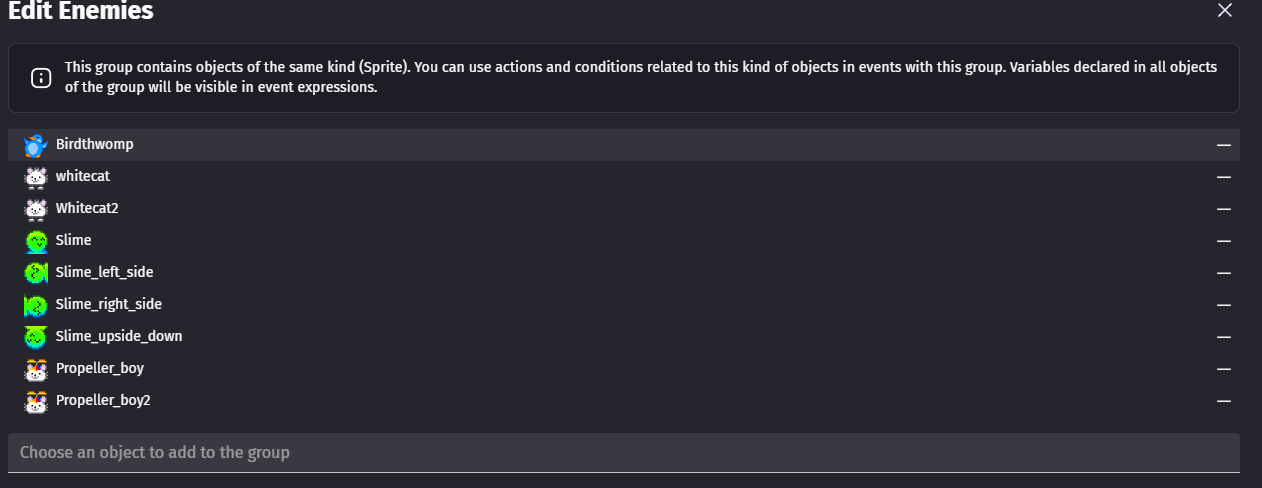 Edit Enemies
This group contains objects of the same kind (Sprite). You can use actions and conditions related to this kind of objects in events with this group. Variables declared in all objects
of the group will be visible in event expressions.
Birdthwomp
whitecat
Whitecat2
Slime
Slime_left_side
Slime_right_side
Slime_upside_down
Propeller_boy
Propeller_boy2
Choose an object to add to the group